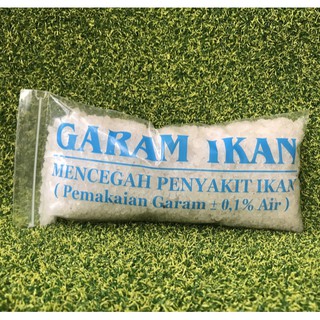 GARAM IKAN
MENCEGAH PENYAKIT IKAN
( Pemakaian Garam ± 0,1% Air )